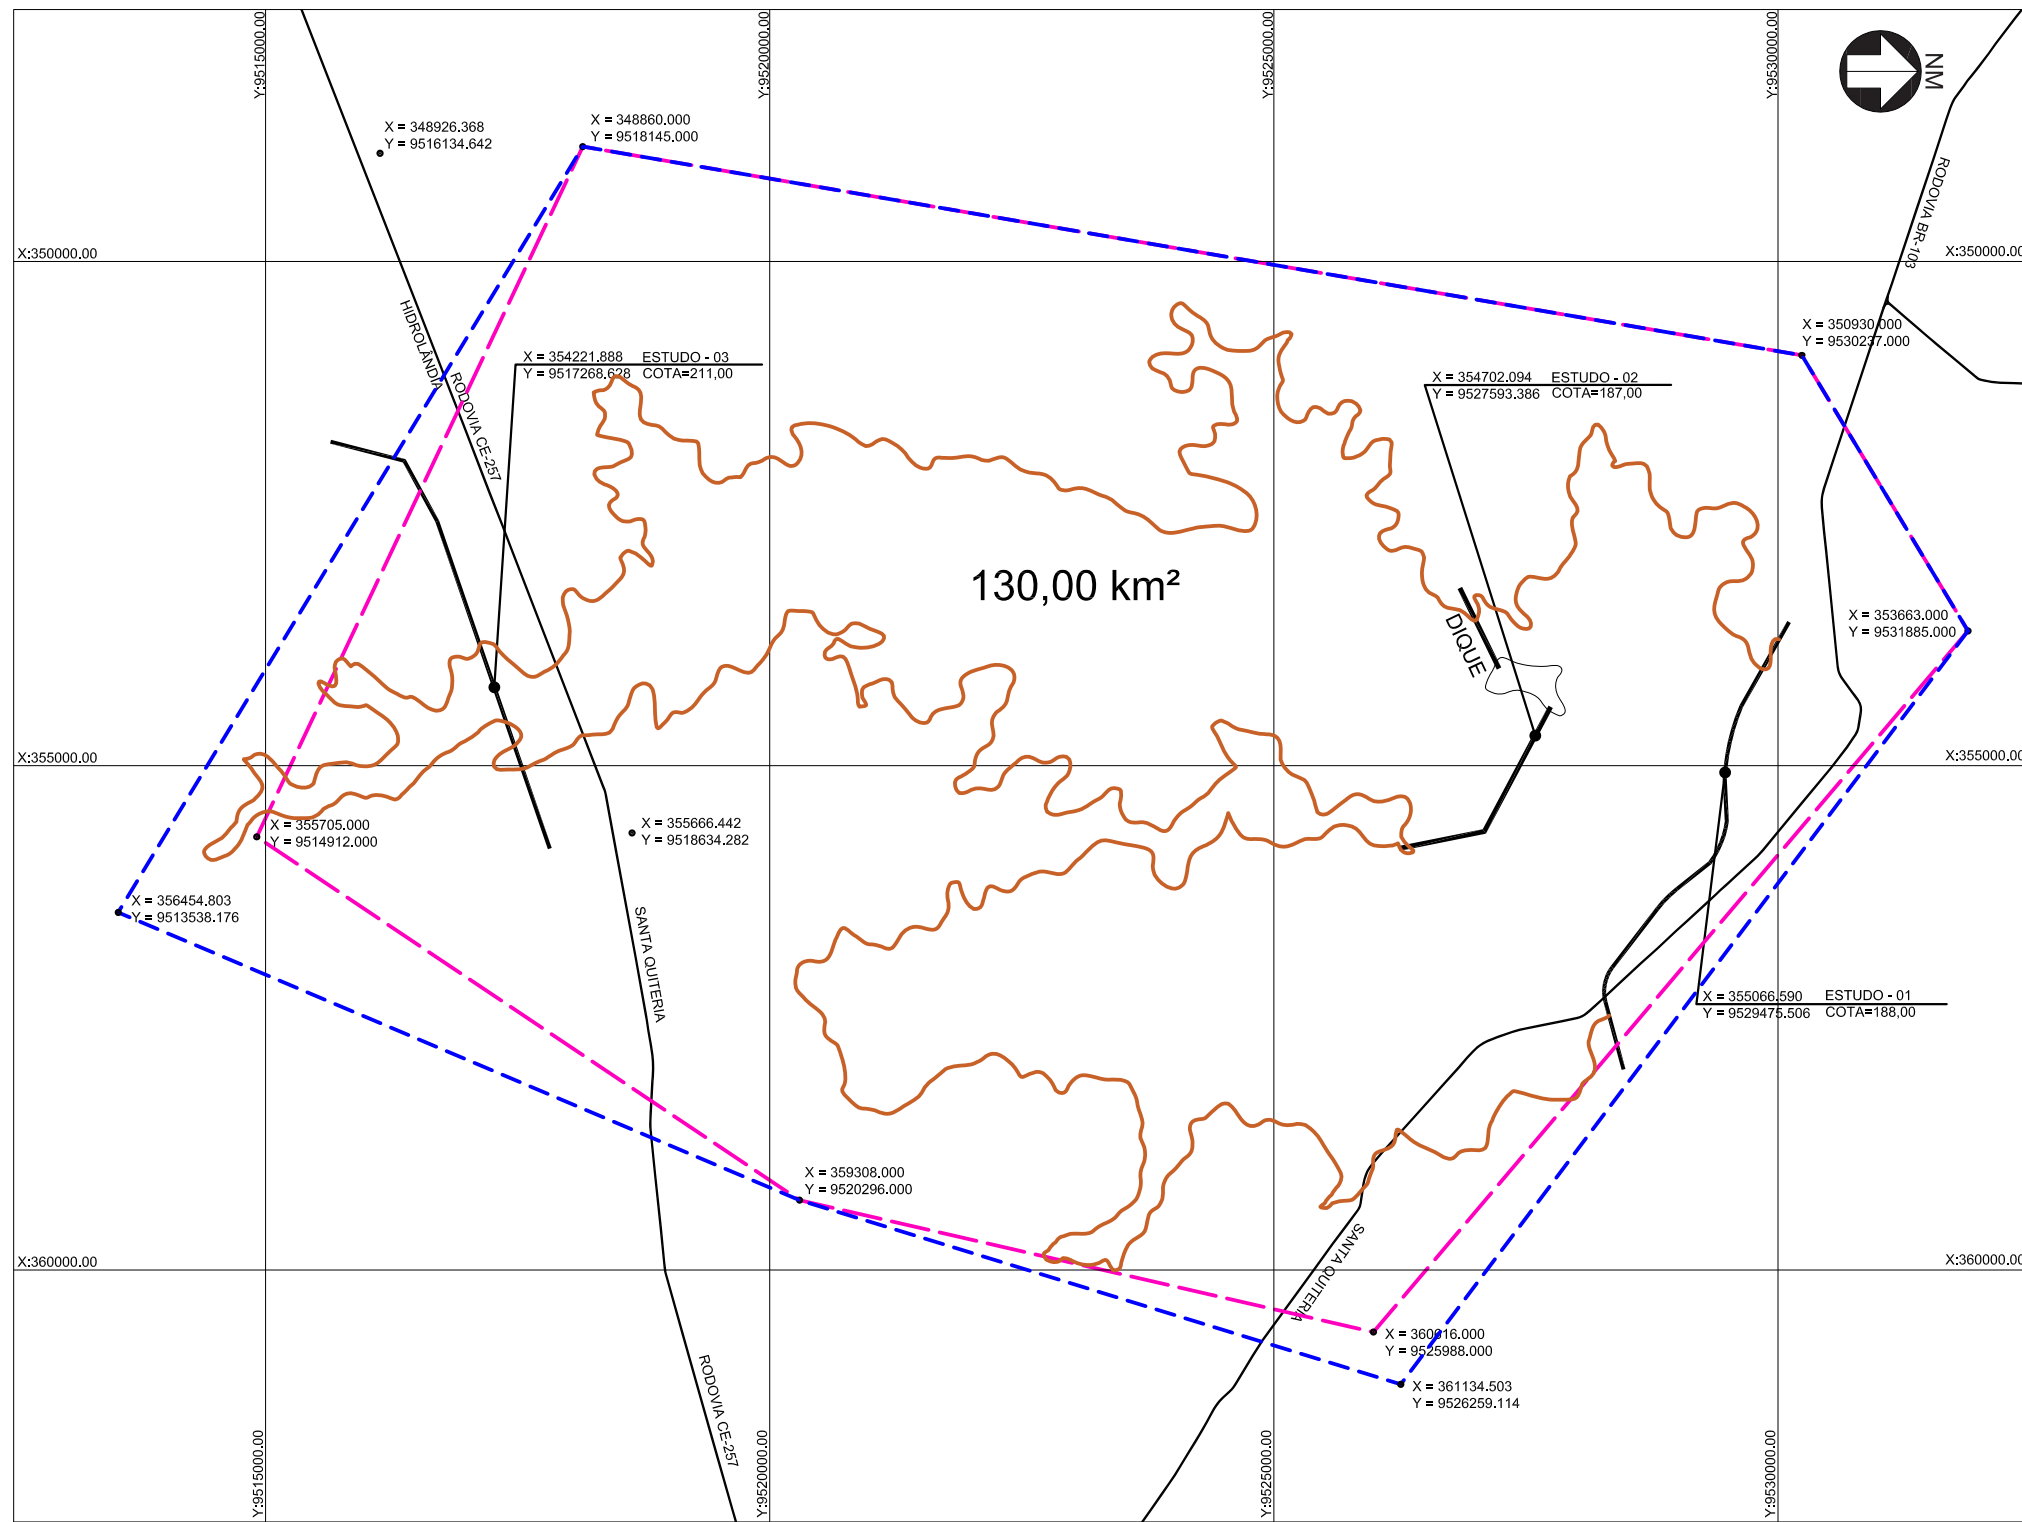 Y:9515000.00
Y:9520000.00
Y:9525000.00
Y:9530000.00
NM
X = 348926.368
Y = 9516134.642
X = 348860.000
Y = 9518145.000
RODOVIA BR-103
X:350000.00
X:350000.00
HIDROLÂNDIA
RODOVIA CE-257
X = 354221.888 ESTUDO - 03
Y = 9517268.628 COTA=211,00
X = 350930.000
Y = 9530237.000
X = 354702.094 ESTUDO - 02
Y = 9527593.386 COTA=187,00
130,00 km²
DIQUE
X = 353663.000
Y = 9531885.000
X:355000.00
X:355000.00
X = 355705.000
Y = 9514912.000
X = 355666.442
Y = 9518634.282
X = 356454.803
Y = 9513538.176
SANTA QUITERIA
X = 355066.590 ESTUDO - 01
Y = 9529475.506 COTA=188,00
X = 359308.000
Y = 9520296.000
X:360000.00
X:360000.00
SANTA QUITERIA
X = 360616.000
Y = 9525988.000
RODOVIA CE-257
X = 361134.503
Y = 9526259.114
Y:9515000.00
Y:9520000.00
Y:9525000.00
Y:9530000.00